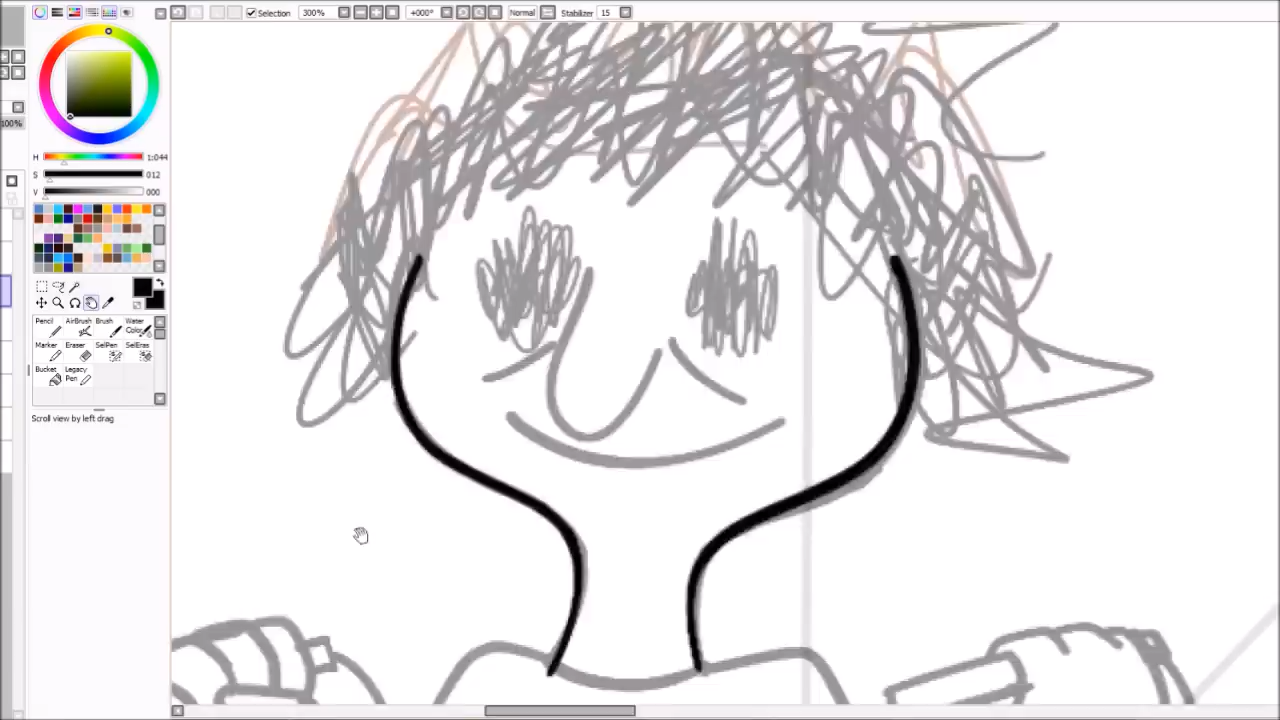 Selection 300% +000° Normal Stabilizer 15
100%
H 1:044
S 012
V 000
Pencil AirBrush Brush Water Color
Marker Eraser SelPen SelEras
Bucket Legacy Pen
Scroll view by left drag